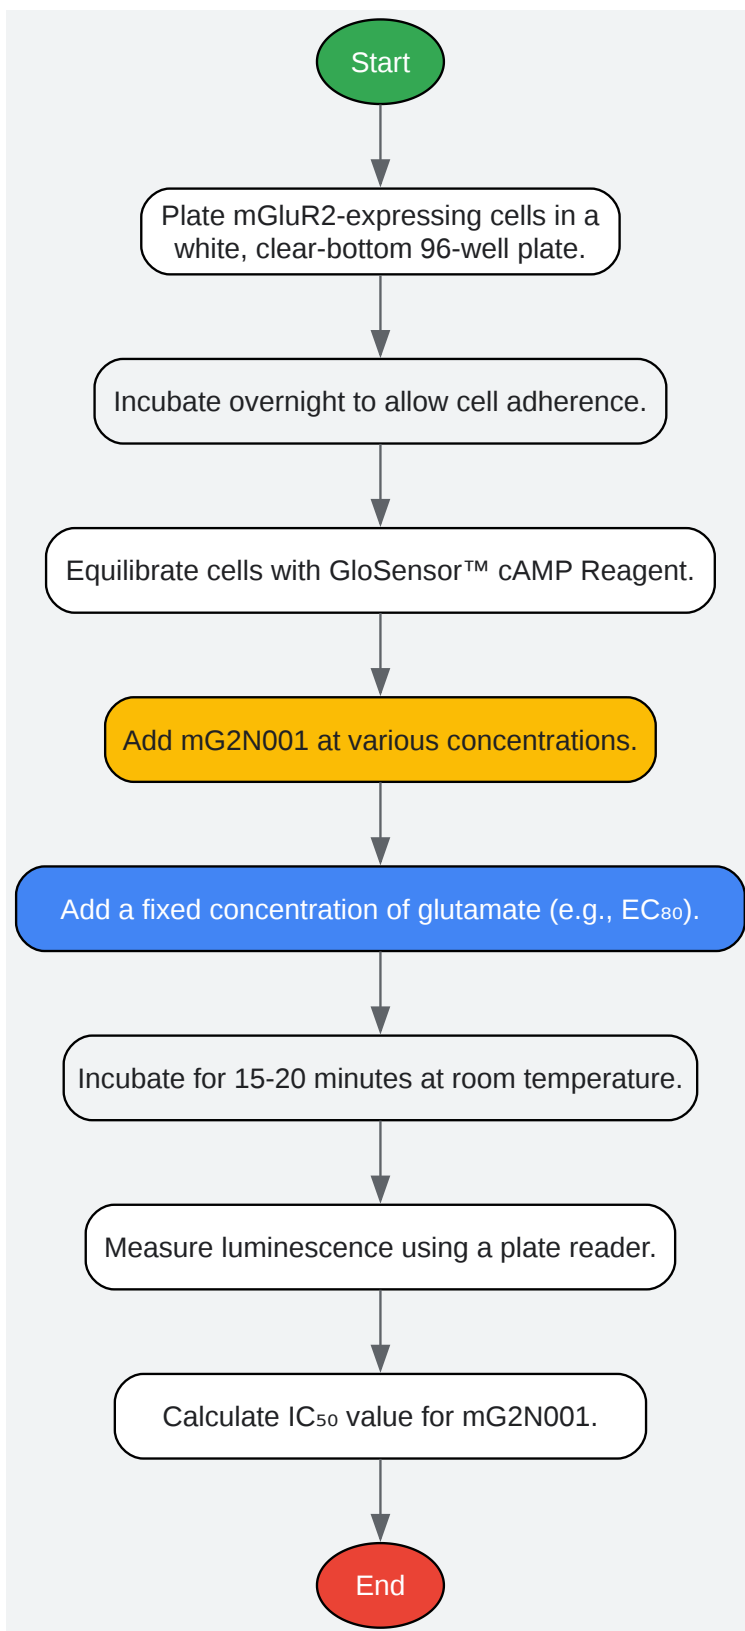 Start
Plate mGluR2-expressing cells in a
white, clear-bottom 96-well plate.
Incubate overnight to allow cell adherence.
Equilibrate cells with GloSensor™ cAMP Reagent.
Add mG2N001 at various concentrations.
Add a fixed concentration of glutamate (e.g., EC₈₀).
Incubate for 15-20 minutes at room temperature.
Measure luminescence using a plate reader.
Calculate IC₅₀ value for mG2N001.
End